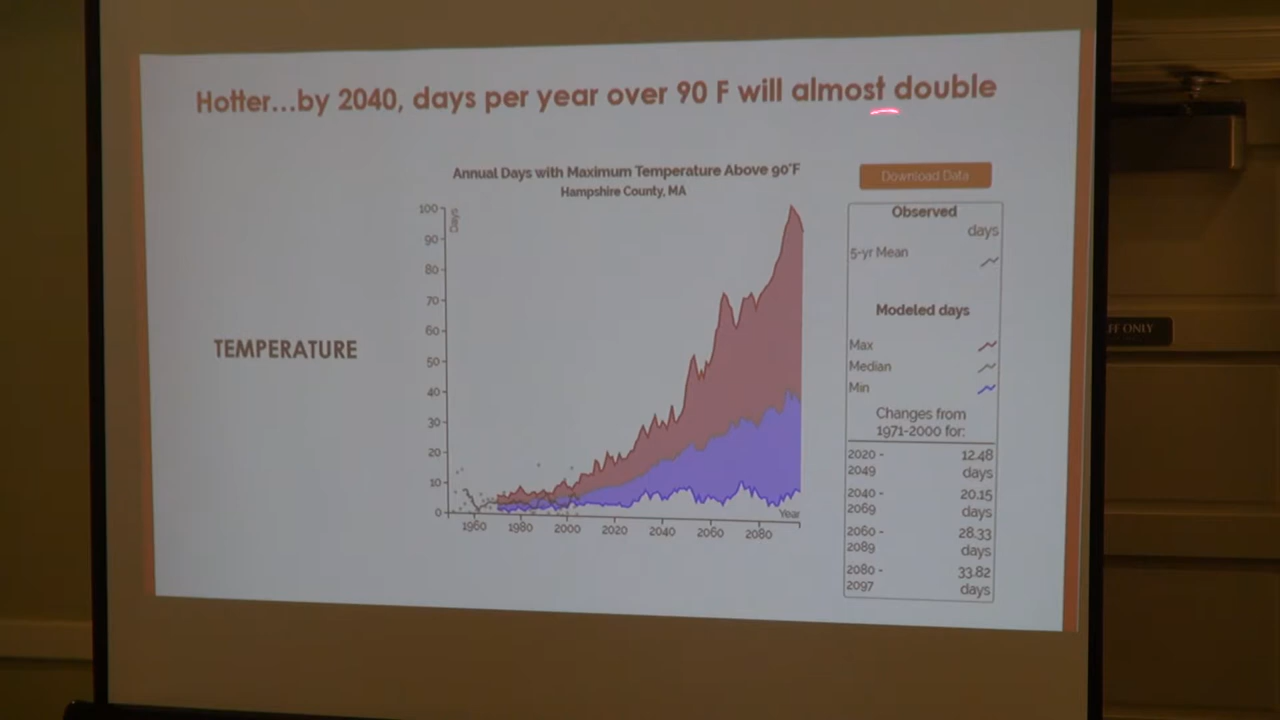 Hotter...by 2040, days per year over 90 F will almost double
Annual Days with Maximum Temperature Above 90°F
Hampshire County, MA
TEMPERATURE
Days
100
90
80
70
60
50
40
30
20
10
0
1960 1980 2000 2020 2040 2060 2080
Year
Download Data
Observed
days
5-yr Mean
Modeled days
Max
Median
Min
Changes from
1971-2000 for:
2020 - 12.48
2049 days
2040 - 20.15
2069 days
2060 - 28.33
2089 days
2080 - 33.82
2097 days
FF ONLY